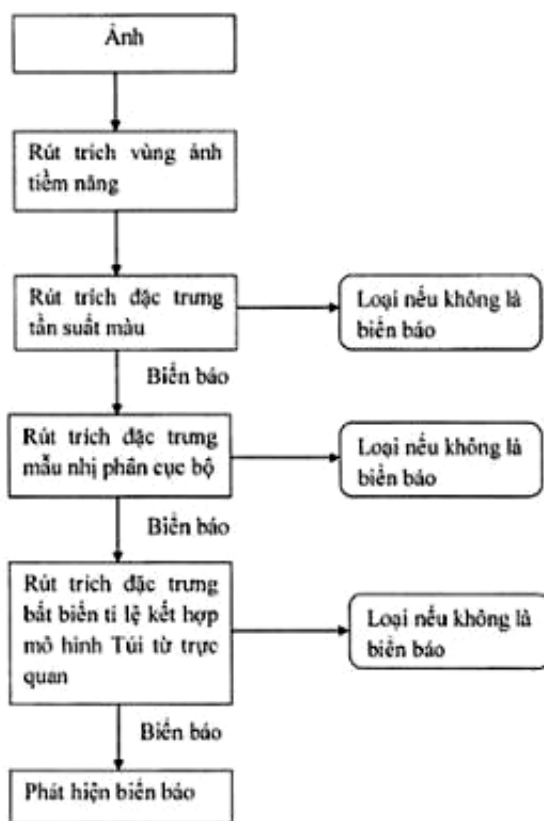 Ảnh
Rút trích vùng ảnh
tiềm năng
Rút trích đặc trưng
tần suất màu
Loại nếu không là
biển báo
Biển báo
Rút trích đặc trưng
mẫu nhị phân cục bộ
Loại nếu không là
biển báo
Biển báo
Rút trích đặc trưng
bất biến tỉ lệ kết hợp
mô hình Túi từ trực
quan
Loại nếu không là
biển báo
Biển báo
Phát hiện biển báo